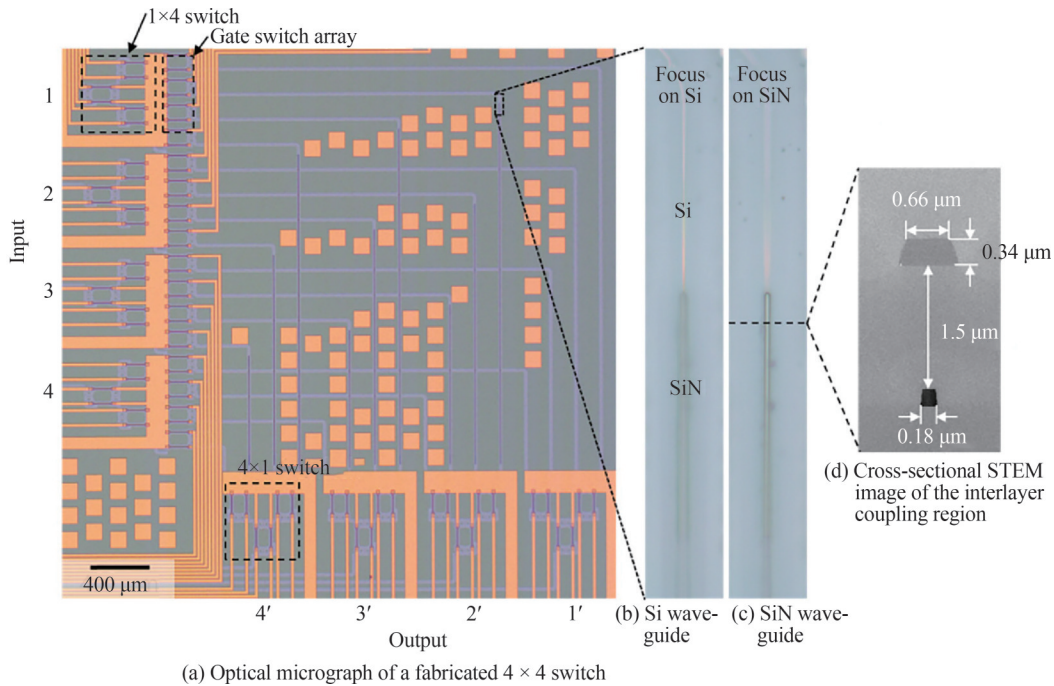 1×4 switch
Gate switch array
1
2
3
4
Input
4×1 switch
400 μm
4′ 3′ 2′ 1′
Output
(a) Optical micrograph of a fabricated 4 × 4 switch
Focus
on Si
Si
SiN
(b) Si wave-
guide
Focus
on SiN
(c) SiN wave-
guide
0.66 μm
0.34 μm
1.5 μm
0.18 μm
(d) Cross-sectional STEM
image of the interlayer
coupling region